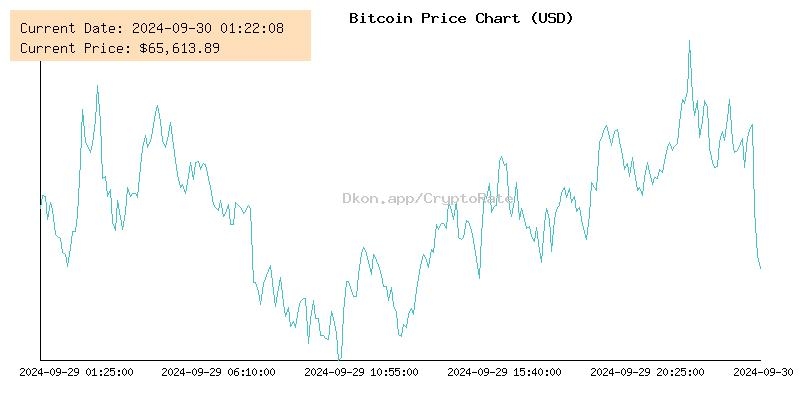 Bitcoin Price Chart (USD)
Current Date: 2024-09-30 01:22:08
Current Price: $65,613.89
Dkon.app/CryptoRate
2024-09-29 01:25:00 2024-09-29 06:10:00 2024-09-29 10:55:00 2024-09-29 15:40:00 2024-09-29 20:25:00 2024-09-30